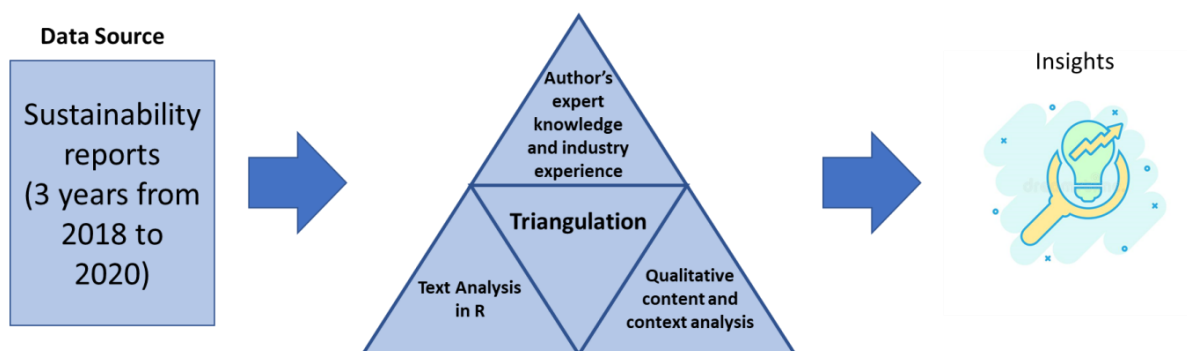 Data Source
Sustainability
reports
(3 years from
2018 to
2020)
Author's
expert
knowledge
and industry
experience
Triangulation
Text Analysis
in R
Qualitative
content and
context analysis
Insights